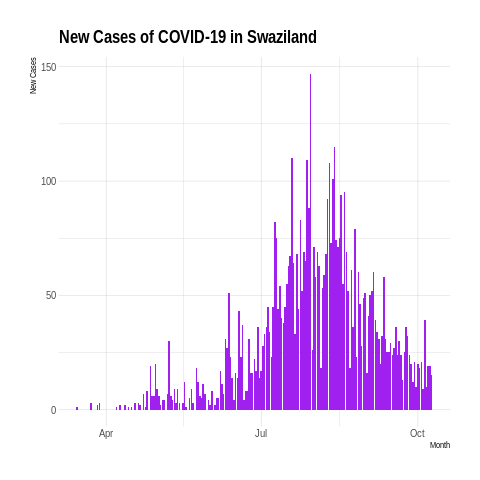 New Cases of COVID-19 in Swaziland
New Cases
150
100
50
0
Apr
Jul
Oct
Month